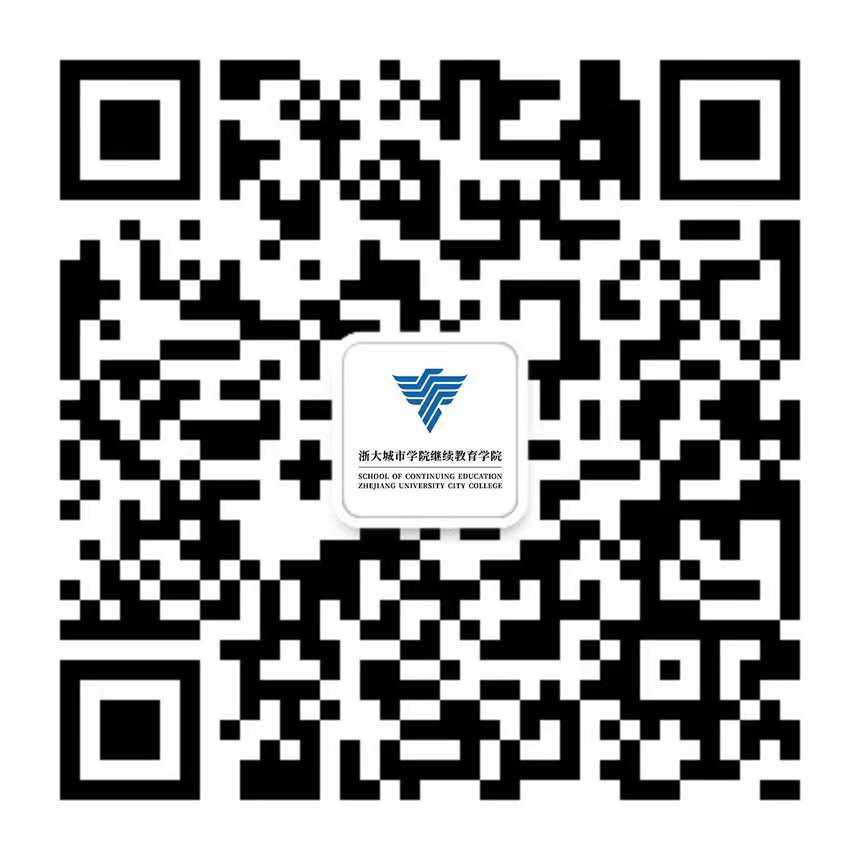 浙大城市学院继续教育学院
SCHOOL OF CONTINUING EDUCATION
ZHEJIANG UNIVERSITY CITY COLLEGE